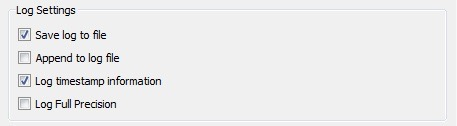 Log Settings
Save log to file
Append to log file
Log timestamp information
Log Full Precision